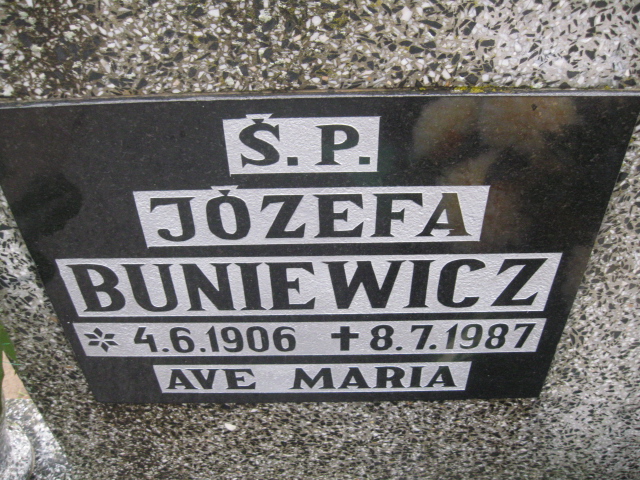 Ś.P.
JÓZEFA
BUNIEWICZ
* 4.6.1906 ✝ 8.7.1987
AVE MARIA